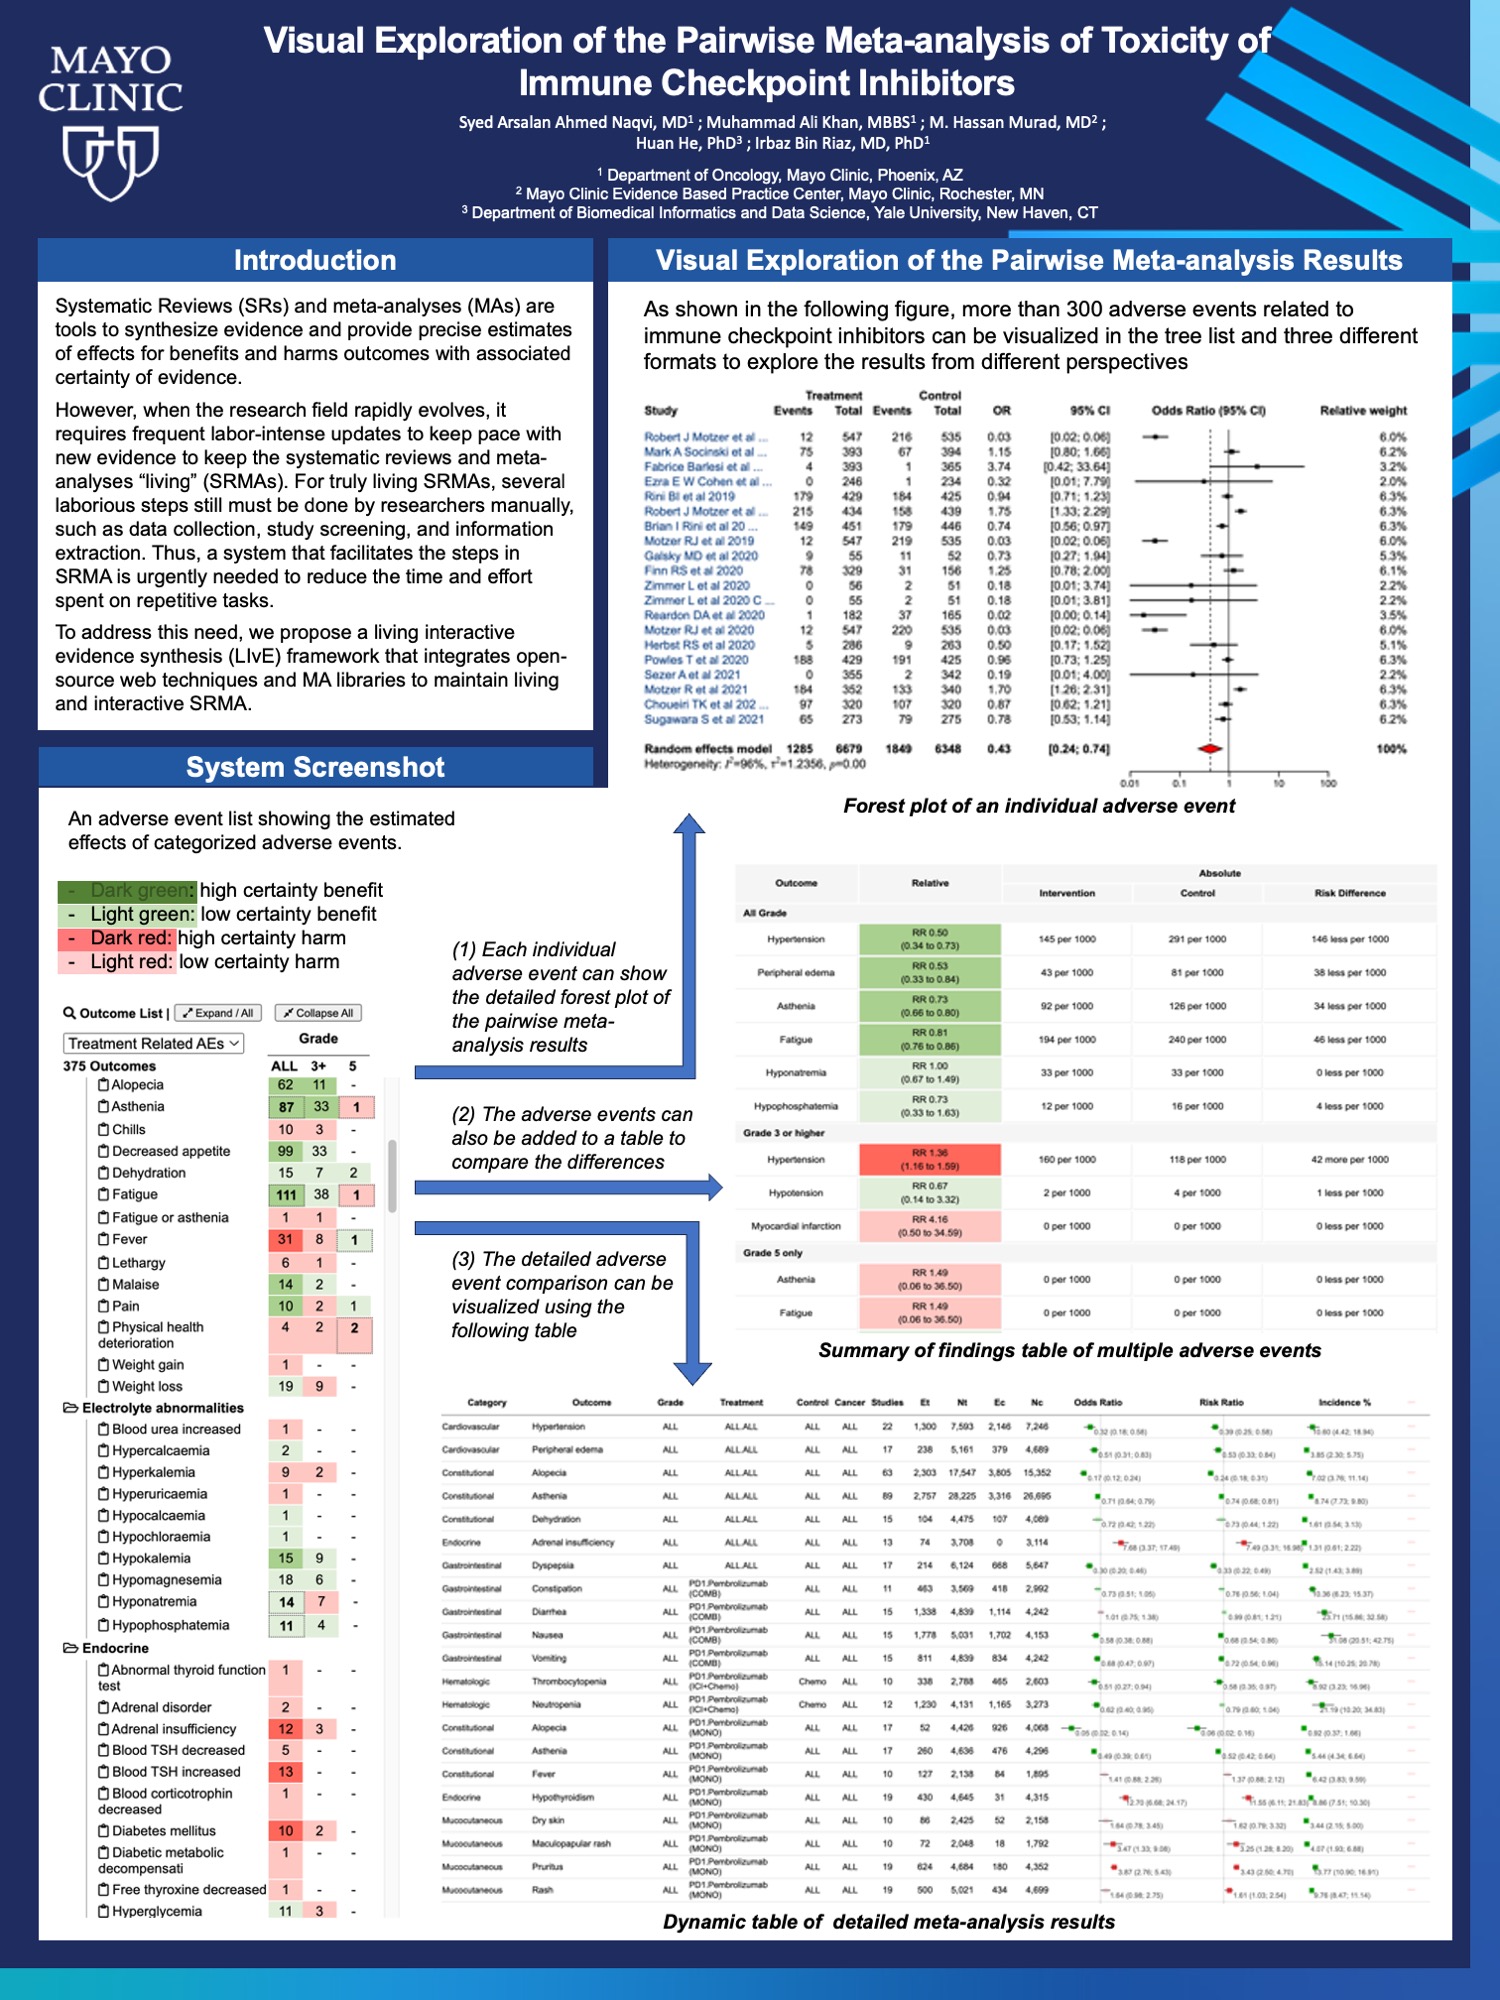 MAYO
CLINIC
Visual Exploration of the Pairwise Meta-analysis of Toxicity of
Immune Checkpoint Inhibitors
Syed Arsalan Ahmed Naqvi, MD1 ; Muhammad Ali Khan, MBBS1 ; M. Hassan Murad, MD2 ;
Huan He, PhD3 ; Irbaz Bin Riaz, MD, PhD1
1 Department of Oncology, Mayo Clinic, Phoenix, AZ
2 Mayo Clinic Evidence Based Practice Center, Mayo Clinic, Rochester, MN
3 Department of Biomedical Informatics and Data Science, Yale University, New Haven, CT
Introduction
Systematic Reviews (SRs) and meta-analyses (MAs) are
tools to synthesize evidence and provide precise estimates
of effects for benefits and harms outcomes with associated
certainty of evidence.
However, when the research field rapidly evolves, it
requires frequent labor-intense updates to keep pace with
new evidence to keep the systematic reviews and meta-
analyses “living” (SRMAs). For truly living SRMAs, several
laborious steps still must be done by researchers manually,
such as data collection, study screening, and information
extraction. Thus, a system that facilitates the steps in
SRMA is urgently needed to reduce the time and effort
spent on repetitive tasks.
To address this need, we propose a living interactive
evidence synthesis (LIvE) framework that integrates open-
source web techniques and MA libraries to maintain living
and interactive SRMA.
System Screenshot
An adverse event list showing the estimated
effects of categorized adverse events.
- Dark green: high certainty benefit
- Light green: low certainty benefit
- Dark red: high certainty harm
- Light red: low certainty harm
Outcome List | Expand / All Collapse All
Treatment Related AEs Grade
375 Outcomes ALL 3+ 5
Alopecia 62 11 -
Asthenia 87 33 1
Chills 10 3 -
Decreased appetite 99 33 -
Dehydration 15 7 2
Fatigue 111 38 1
Fatigue or asthenia 1 1 -
Fever 31 8 1
Lethargy 6 1 -
Malaise 14 2 -
Pain 10 2 1
Physical health
deterioration 4 2 2
Weight gain 1 - -
Weight loss 19 9 -
Electrolyte abnormalities
Blood urea increased 1 - -
Hypercalcaemia 2 - -
Hyperkalemia 9 2 -
Hyperuricaemia 1 - -
Hypocalcaemia 1 - -
Hypochloraemia 1 - -
Hypokalemia 15 9 -
Hypomagnesemia 18 6 -
Hyponatremia 14 7 -
Hypophosphatemia 11 4 -
Endocrine
Abnormal thyroid function
test 1 - -
Adrenal disorder 2 - -
Adrenal insufficiency 12 3 -
Blood TSH decreased 5 - -
Blood TSH increased 13 - -
Blood corticotrophin
decreased 1 - -
Diabetes mellitus 10 2 -
Diabetic metabolic
decompensati 1 - -
Free thyroxine decreased 1 - -
Hyperglycemia 11 3 -
(1) Each individual
adverse event can show
the detailed forest plot of
the pairwise meta-
analysis results
(2) The adverse events can
also be added to a table to
compare the differences
(3) The detailed adverse
event comparison can be
visualized using the
following table
Visual Exploration of the Pairwise Meta-analysis Results
As shown in the following figure, more than 300 adverse events related to
immune checkpoint inhibitors can be visualized in the tree list and three different
formats to explore the results from different perspectives
Treatment Control
Study Events Total Events Total OR 95% CI Odds Ratio (95% CI) Relative weight
Robert J Motzer et al ... 12 547 216 535 0.03 [0.02; 0.06] 6.0%
Mark A Socinski et al ... 75 393 67 394 1.15 [0.80; 1.66] 6.2%
Fabrice Barlesi et al ... 4 393 1 365 3.74 [0.42; 33.64] 3.2%
Ezra E W Cohen et al ... 0 246 1 234 0.32 [0.01; 7.79] 2.0%
Rini BI et al 2019 179 429 184 425 0.94 [0.71; 1.23] 6.3%
Robert J Motzer et al ... 215 434 158 439 1.75 [1.33; 2.29] 6.3%
Brian I Rini et al 20 ... 149 451 179 446 0.74 [0.56; 0.97] 6.3%
Motzer RJ et al 2019 12 547 219 535 0.03 [0.02; 0.06] 6.0%
Galsky MD et al 2020 9 55 11 52 0.73 [0.27; 1.94] 5.3%
Finn RS et al 2020 78 329 31 156 1.25 [0.78; 2.00] 6.1%
Zimmer L et al 2020 0 56 2 51 0.18 [0.01; 3.74] 2.2%
Zimmer L et al 2020 C ... 0 55 2 51 0.18 [0.01; 3.81] 2.2%
Reardon DA et al 2020 1 182 37 165 0.02 [0.00; 0.14] 4.2%
Motzer RJ et al 2020 12 547 220 535 0.03 [0.02; 0.06] 6.0%
Herbst RS et al 2020 5 286 9 263 0.50 [0.17; 1.52] 5.1%
Powles T et al 2020 188 429 191 425 0.96 [0.73; 1.25] 6.3%
Sezer A et al 2021 0 355 2 342 0.19 [0.01; 4.00] 2.2%
Motzer R et al 2021 184 352 133 340 1.70 [1.26; 2.31] 6.3%
Choueiri TK et al 202 ... 97 320 107 320 0.87 [0.62; 1.21] 6.3%
Sugawara S et al 2021 65 273 79 275 0.78 [0.53; 1.14] 6.2%
Random effects model 1285 6679 1849 6348 0.43 [0.24; 0.74] 100%
Heterogeneity: I2=96%, τ2=1.2356, p=0.00
0.01 0.1 1 10 100
Forest plot of an individual adverse event
Outcome Relative Absolute
Intervention Control Risk Difference
All Grade
Hypertension RR 0.50 (0.34 to 0.73) 145 per 1000 291 per 1000 146 less per 1000
Peripheral edema RR 0.53 (0.33 to 0.84) 43 per 1000 81 per 1000 38 less per 1000
Asthenia RR 0.73 (0.66 to 0.80) 92 per 1000 126 per 1000 34 less per 1000
Fatigue RR 0.81 (0.76 to 0.86) 194 per 1000 240 per 1000 46 less per 1000
Hyponatremia RR 1.00 (0.67 to 1.49) 33 per 1000 33 per 1000 0 less per 1000
Hypophosphatemia RR 0.73 (0.33 to 1.63) 12 per 1000 16 per 1000 4 less per 1000
Grade 3 or higher
Hypertension RR 1.36 (1.16 to 1.59) 160 per 1000 118 per 1000 42 more per 1000
Hypotension RR 0.67 (0.14 to 3.32) 2 per 1000 4 per 1000 1 less per 1000
Myocardial infarction RR 4.16 (0.50 to 34.59) 0 per 1000 0 per 1000 0 less per 1000
Grade 5 only
Asthenia RR 1.49 (0.06 to 36.50) 0 per 1000 0 per 1000 0 less per 1000
Fatigue RR 1.49 (0.06 to 36.50) 0 per 1000 0 per 1000 0 less per 1000
Summary of findings table of multiple adverse events
Category Outcome Grade Treatment Control Cancer Studies Et Nt Ec Nc Odds Ratio Risk Ratio Incidence %
Cardiovascular Hypertension ALL ALL.ALL ALL ALL 22 1,300 7,593 2,146 7,246 0.32 (0.18; 0.58) 0.39 (0.25; 0.58) 10.60 (4.42; 18.94)
Cardiovascular Peripheral edema ALL ALL.ALL ALL ALL 17 238 5,161 379 4,689 0.51 (0.31; 0.83) 0.53 (0.33; 0.84) 3.85 (2.30; 5.75)
Constitutional Alopecia ALL ALL.ALL ALL ALL 63 2,303 17,547 3,805 15,352 0.17 (0.12; 0.24) 0.24 (0.18; 0.31) 7.02 (3.76; 11.14)
Constitutional Asthenia ALL ALL.ALL ALL ALL 89 2,757 28,225 3,316 26,695 0.71 (0.64; 0.79) 0.74 (0.68; 0.81) 8.74 (7.73; 9.80)
Constitutional Dehydration ALL ALL.ALL ALL ALL 15 104 4,475 107 4,089 0.72 (0.42; 1.22) 0.73 (0.44; 1.22) 1.61 (0.54; 3.13)
Endocrine Adrenal insufficiency ALL ALL.ALL ALL ALL 13 74 3,708 0 3,114 7.68 (3.37; 17.49) 7.49 (3.31; 16.98) 1.31 (0.61; 2.22)
Gastrointestinal Dyspepsia ALL ALL.ALL ALL ALL 17 214 6,124 668 5,647 0.30 (0.20; 0.46) 0.33 (0.22; 0.49) 2.52 (1.43; 3.89)
Gastrointestinal Constipation ALL PD1.Pembrolizumab (COMB) ALL ALL 11 463 3,569 418 2,992 0.73 (0.51; 1.05) 0.76 (0.56; 1.04) 10.36 (6.23; 15.37)
Gastrointestinal Diarrhea ALL PD1.Pembrolizumab (COMB) ALL ALL 15 1,338 4,839 1,114 4,242 1.01 (0.75; 1.38) 0.99 (0.81; 1.21) 23.71 (15.86; 32.58)
Gastrointestinal Nausea ALL PD1.Pembrolizumab (COMB) ALL ALL 15 1,778 5,031 1,702 4,153 0.58 (0.38; 0.88) 0.68 (0.54; 0.86) 31.08 (20.51; 42.75)
Gastrointestinal Vomiting ALL PD1.Pembrolizumab (COMB) ALL ALL 15 811 4,839 834 4,242 0.68 (0.47; 0.97) 0.72 (0.54; 0.96) (10.25; 20.78)
Hematologic Thrombocytopenia ALL PD1.Pembrolizumab (ICI+Chemo) Chemo ALL 10 338 2,788 465 2,603 0.51 (0.27; 0.94) 0.58 (0.35; 0.97) 8.92 (3.23; 16.96)
Hematologic Neutropenia ALL PD1.Pembrolizumab (ICI+Chemo) Chemo ALL 12 1,230 4,131 1,165 3,273 0.62 (0.40; 0.95) 0.79 (0.60; 1.04) 21.19 (10.20; 34.83)
Constitutional Alopecia ALL PD1.Pembrolizumab (MONO) ALL ALL 17 52 4,426 926 4,068 0.05 (0.02; 0.14) 0.06 (0.02; 0.16) 0.92 (0.37; 1.66)
Constitutional Asthenia ALL PD1.Pembrolizumab (MONO) ALL ALL 17 260 4,636 476 4,296 0.49 (0.39; 0.61) 0.52 (0.42; 0.64) 5.44 (4.34; 6.64)
Constitutional Fever ALL PD1.Pembrolizumab (MONO) ALL ALL 10 127 2,138 84 1,895 1.41 (0.88; 2.26) 1.37 (0.88; 2.12) 6.42 (3.83; 9.59)
Endocrine Hypothyroidism ALL PD1.Pembrolizumab (MONO) ALL ALL 19 430 4,645 31 4,315 12.70 (6.68; 24.17) 11.55 (6.11; 21.83) 8.86 (7.51; 10.30)
Mucocutaneous Dry skin ALL PD1.Pembrolizumab (MONO) ALL ALL 10 86 2,425 52 2,158 1.64 (0.78; 3.45) 1.62 (0.79; 3.32) 3.44 (2.15; 5.00)
Mucocutaneous Maculopapular rash ALL PD1.Pembrolizumab (MONO) ALL ALL 10 72 2,048 18 1,792 3.47 (1.33; 9.08) 3.25 (1.28; 8.20) 4.07 (1.93; 6.88)
Mucocutaneous Pruritus ALL PD1.Pembrolizumab (MONO) ALL ALL 19 624 4,684 180 4,352 3.87 (2.76; 5.43) 3.43 (2.50; 4.70) 13.77 (10.90; 16.91)
Mucocutaneous Rash ALL PD1.Pembrolizumab (MONO) ALL ALL 19 500 5,021 434 4,699 1.64 (0.98; 2.75) 1.61 (1.03; 2.54) 9.76 (8.47; 11.14)
Dynamic table of detailed meta-analysis results